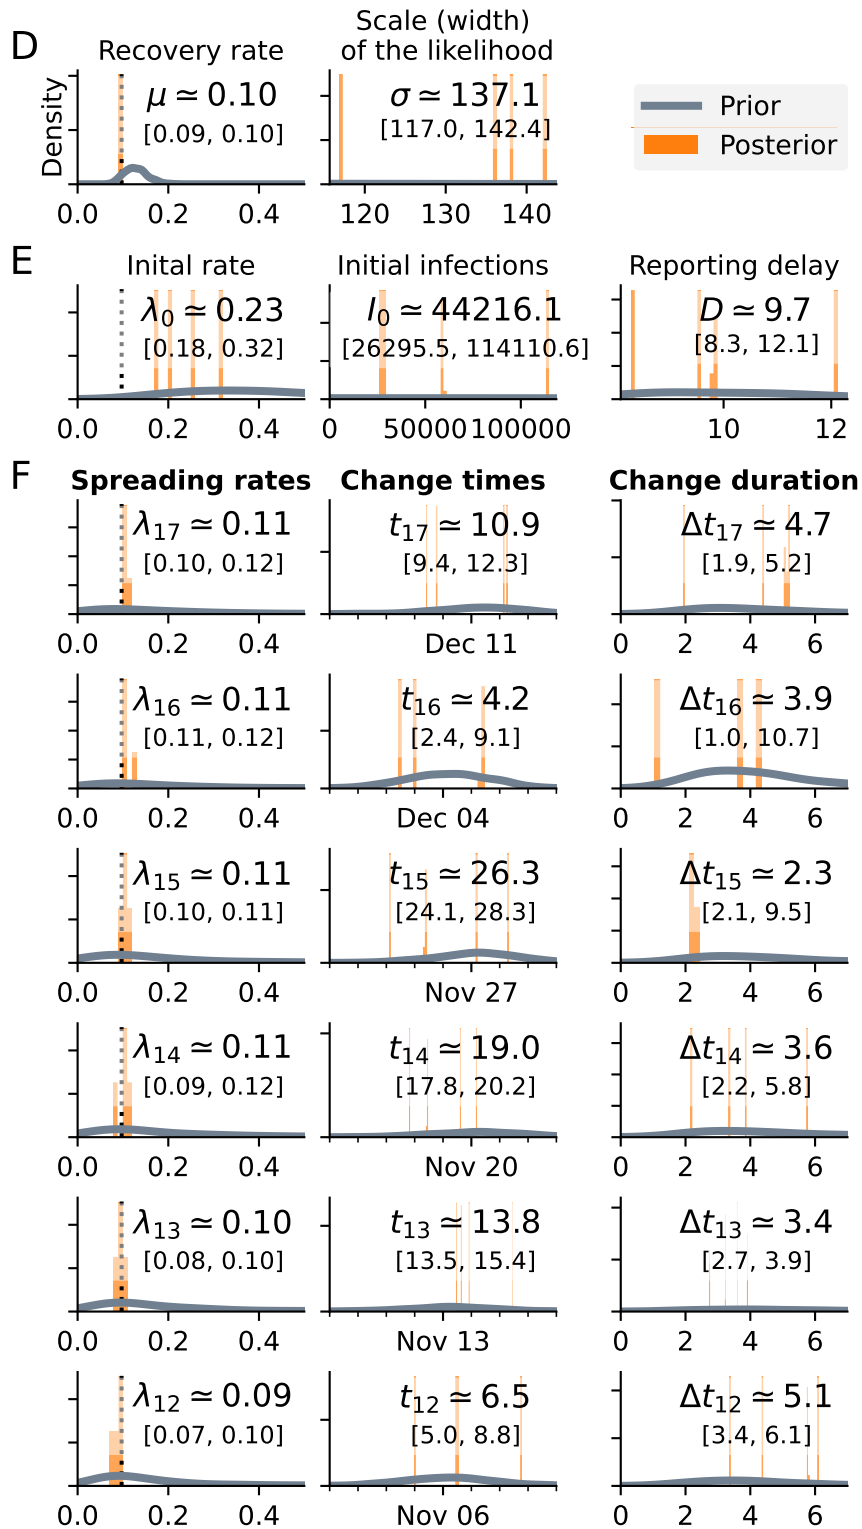 D
Recovery rate
Scale (width)
of the likelihood
Density
μ ≃ 0.10
[0.09, 0.10]
0.0 0.2 0.4
σ ≃ 137.1
[117.0, 142.4]
120 130 140
Prior
Posterior
E
Inital rate
λ0 ≃ 0.23
[0.18, 0.32]
0.0 0.2 0.4
Initial infections
I0 ≃ 44216.1
[26295.5, 114110.6]
0 50000 100000
Reporting delay
D ≃ 9.7
[8.3, 12.1]
10 12
F
Spreading rates Change times Change duration
λ17 ≃ 0.11
[0.10, 0.12]
0.0 0.2 0.4
t17 ≃ 10.9
[9.4, 12.3]
Dec 11
Δt17 ≃ 4.7
[1.9, 5.2]
0 2 4 6
λ16 ≃ 0.11
[0.11, 0.12]
0.0 0.2 0.4
t16 ≃ 4.2
[2.4, 9.1]
Dec 04
Δt16 ≃ 3.9
[1.0, 10.7]
0 2 4 6
λ15 ≃ 0.11
[0.10, 0.11]
0.0 0.2 0.4
t15 ≃ 26.3
[24.1, 28.3]
Nov 27
Δt15 ≃ 2.3
[2.1, 9.5]
0 2 4 6
λ14 ≃ 0.11
[0.09, 0.12]
0.0 0.2 0.4
t14 ≃ 19.0
[17.8, 20.2]
Nov 20
Δt14 ≃ 3.6
[2.2, 5.8]
0 2 4 6
λ13 ≃ 0.10
[0.08, 0.10]
0.0 0.2 0.4
t13 ≃ 13.8
[13.5, 15.4]
Nov 13
Δt13 ≃ 3.4
[2.7, 3.9]
0 2 4 6
λ12 ≃ 0.09
[0.07, 0.10]
0.0 0.2 0.4
t12 ≃ 6.5
[5.0, 8.8]
Nov 06
Δt12 ≃ 5.1
[3.4, 6.1]
0 2 4 6